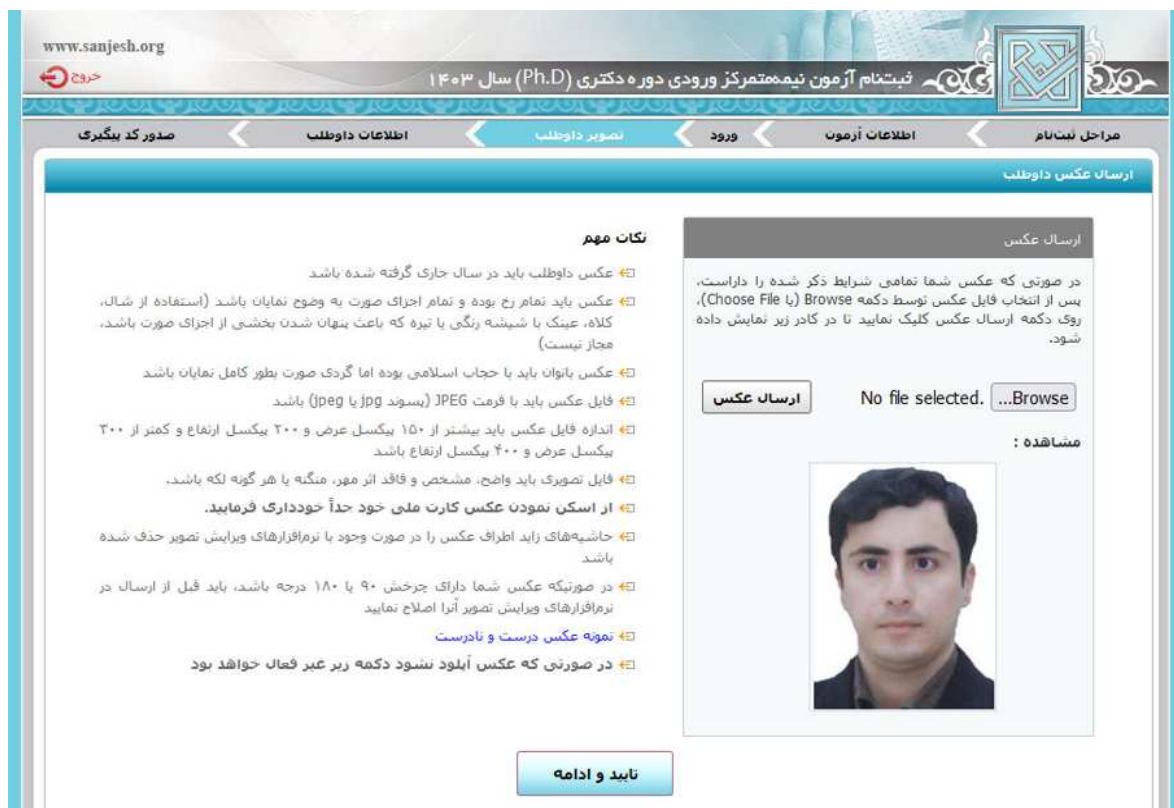 www.sanjesh.org
خروج
ثبتنام آزمون نیمه‌متمرکز ورودی دوره دکتری (Ph.D) سال ۱۴۰۳
مراحل ثبت‌نام
اطلاعات آزمون
ورود
تصویر داوطلب
اطلاعات داوطلب
صدور کد پیگیری
ارسال عکس داوطلب
ارسال عکس
در صورتی که عکس شما تمامی شرایط ذکر شده را داراست،
پس از انتخاب فایل عکس توسط دکمه Browse (یا Choose File)،
روی دکمه ارسال عکس کلیک نمایید تا در کادر زیر نمایش داده
شود.
Browse...
No file selected.
ارسال عکس
مشاهده :
نکات مهم
عکس داوطلب باید در سال جاری گرفته شده باشد
عکس باید تمام رخ بوده و تمام اجزای صورت به وضوح نمایان باشد (استفاده از شال،
کلاه، عینک با شیشه رنگی یا تیره که باعث پنهان شدن بخشی از اجزای صورت باشد،
مجاز نیست)
عکس بانوان باید با حجاب اسلامی بوده اما گردی صورت بطور کامل نمایان باشد
فایل عکس باید با فرمت JPEG (پسوند jpg یا jpeg) باشد
اندازه فایل عکس باید بیشتر از ۱۵۰ پیکسل عرض و ۲۰۰ پیکسل ارتفاع و کمتر از ۳۰۰
پیکسل عرض و ۴۰۰ پیکسل ارتفاع باشد
فایل تصویری باید واضح، مشخص و فاقد اثر مهر، منگنه یا هر گونه لکه باشد.
از اسکن نمودن عکس کارت ملی خود جداً خودداری فرمایید.
حاشیه‌های زاید اطراف عکس را در صورت وجود با نرم‌افزارهای ویرایش تصویر حذف شده
باشد
در صورتیکه عکس شما دارای چرخش ۹۰ یا ۱۸۰ درجه باشد، باید قبل از ارسال در
نرم‌افزارهای ویرایش تصویر آنرا اصلاح نمایید
نمونه عکس درست و نادرست
در صورتی که عکس آپلود نشود دکمه زیر غیر فعال خواهد بود
تایید و ادامه